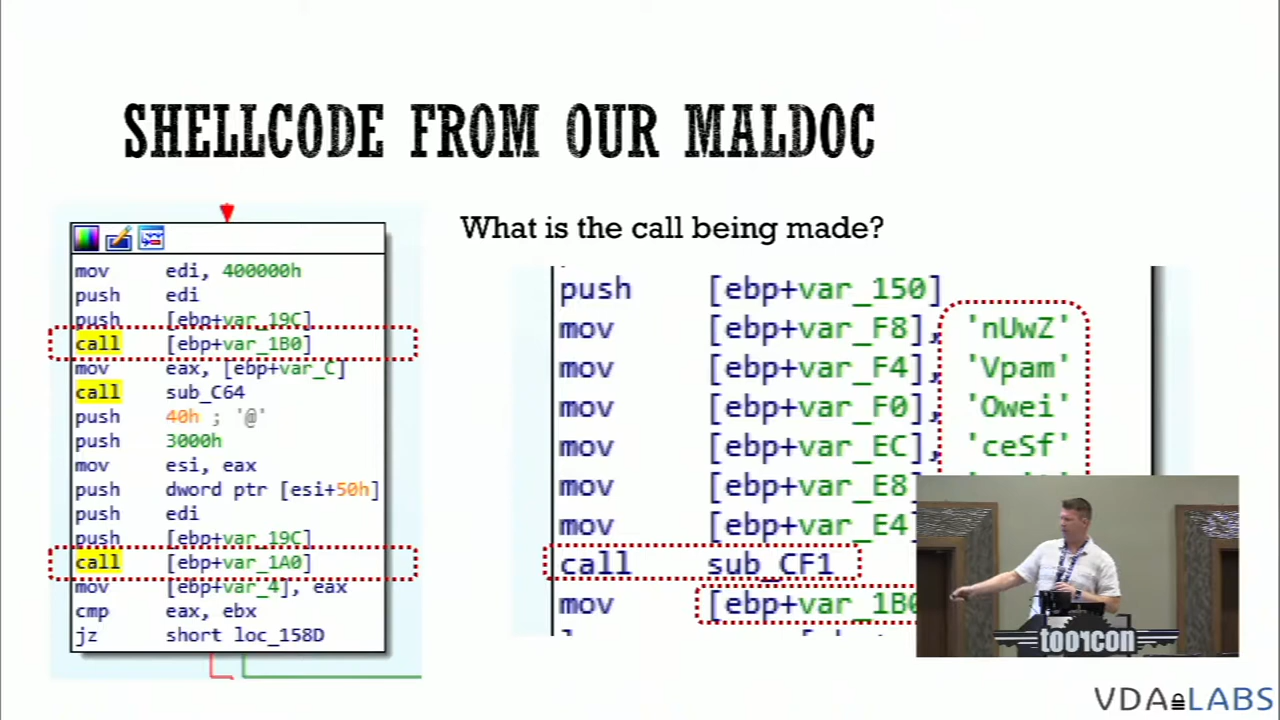 SHELLCODE FROM OUR MALDOC
What is the call being made?
mov edi, 400000h
push edi
push [ebp+var_19C]
call [ebp+var_1B0]
mov eax, [ebp+var_C]
call sub_C64
push 40h ; '@'
push 3000h
mov esi, eax
push dword ptr [esi+50h]
push edi
push [ebp+var_19C]
call [ebp+var_1A0]
mov [ebp+var_4], eax
cmp eax, ebx
jz short loc_158D
push [ebp+var_150]
mov [ebp+var_F8], 'nUwZ'
mov [ebp+var_F4], 'Vpam'
mov [ebp+var_F0], 'Owei'
mov [ebp+var_EC], 'ceSf'
mov [ebp+var_E8]
mov [ebp+var_E4]
call sub_CF1
mov [ebp+var_1B0
toorcon
VDA LABS